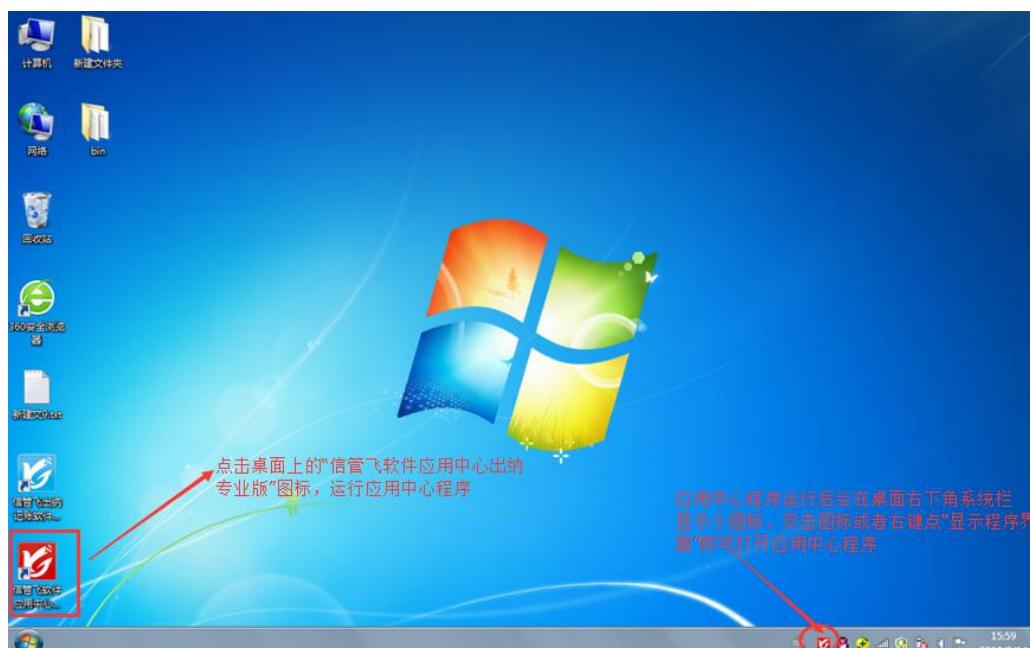 计算机
新建文件夹
网络
bin
回收站
360安全浏览
器
新建文9.txt
信管飞出纳
记账软件...
信管飞软件
应用中心...
点击桌面上的“信管飞软件应用中心出纳
专业版”图标，运行应用中心程序
应用中心程序运行后会在桌面右下角系统栏
显示个图标，双击图标或者右键点“显示程序界
面”即可打开应用中心程序
15:59